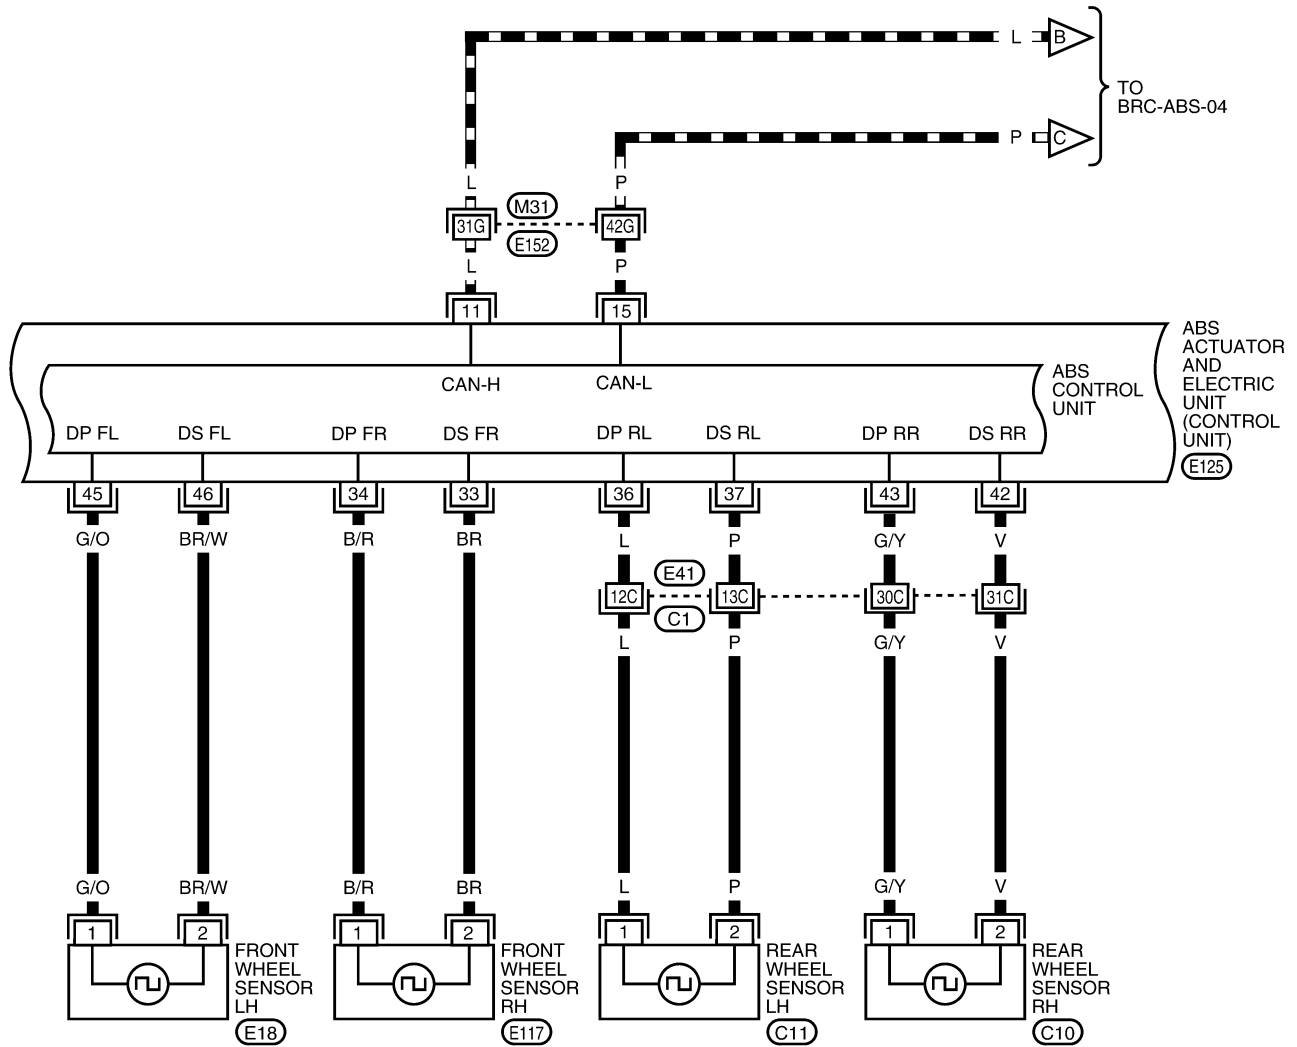 L B
TO
BRC-ABS-04
P C
L P
M31
31G 42G
E152
L P
11 15
ABS
ACTUATOR
AND
ELECTRIC
UNIT
(CONTROL
UNIT)
E125
CAN-H CAN-L
ABS
CONTROL
UNIT
DP FL DS FL DP FR DS FR DP RL DS RL DP RR DS RR
45 46 34 33 36 37 43 42
G/O BR/W B/R BR L P G/Y V
E41
12C 13C 30C 31C
C1
L P G/Y V
G/O BR/W B/R BR L P G/Y V
1 2 1 2 1 2 1 2
FRONT
WHEEL
SENSOR
LH
E18
FRONT
WHEEL
SENSOR
RH
E117
REAR
WHEEL
SENSOR
LH
C11
REAR
WHEEL
SENSOR
RH
C10